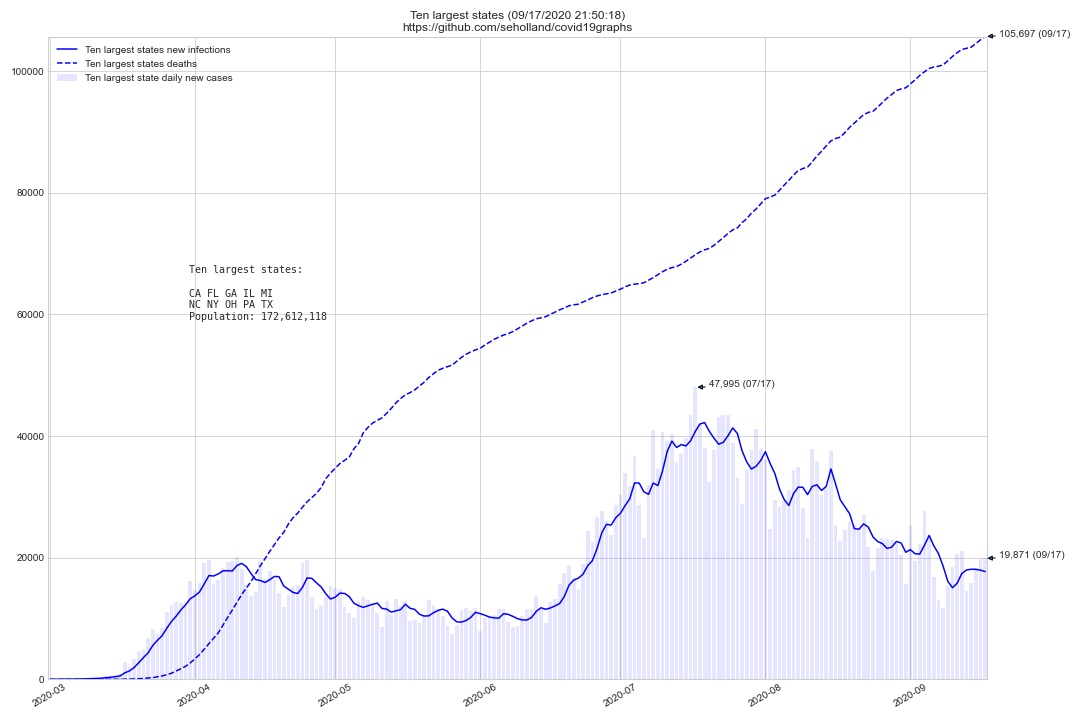 Ten largest states (09/17/2020 21:50:18)
https://github.com/seholland/covid19graphs
105,697 (09/17)
Ten largest states new infections
Ten largest states deaths
Ten largest state daily new cases
100000
80000
Ten largest states:
CA FL GA IL MI
NC NY OH PA TX
Population: 172,612,118
60000
47,995 (07/17)
40000
19,871 (09/17)
20000
0
2020-03
2020-04
2020-05
2020-06
2020-07
2020-08
2020-09